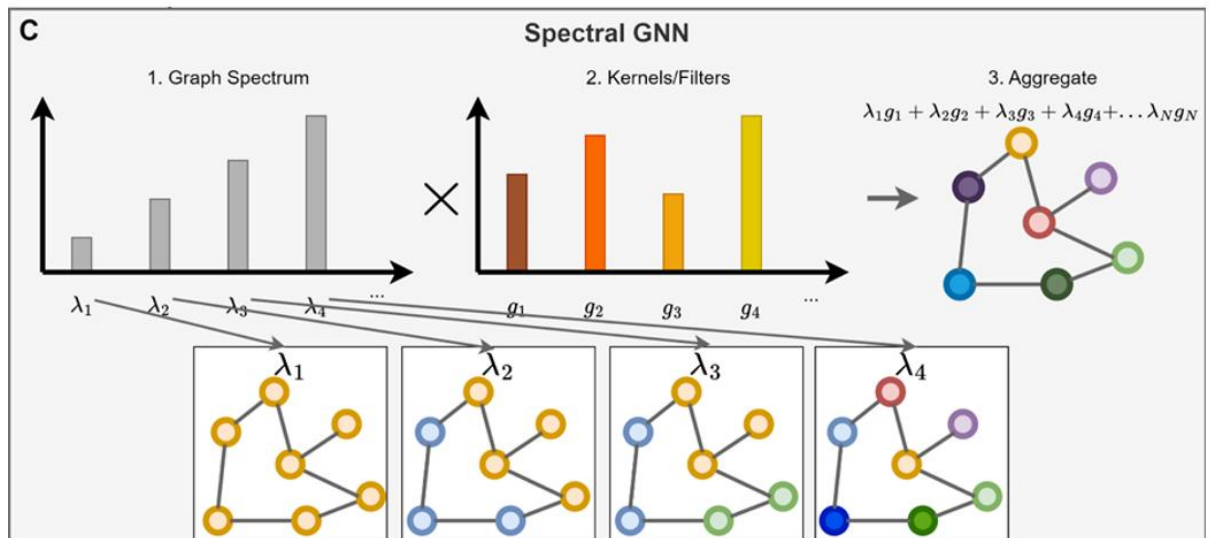 C
Spectral GNN
1. Graph Spectrum
2. Kernels/Filters
3. Aggregate
λ₁g₁ + λ₂g₂ + λ₃g₃ + λ₄g₄+... λ_Ng_N
λ₁ λ₂ λ₃ λ₄ ...
g₁ g₂ g₃ g₄ ...
λ₁
λ₂
λ₃
λ₄